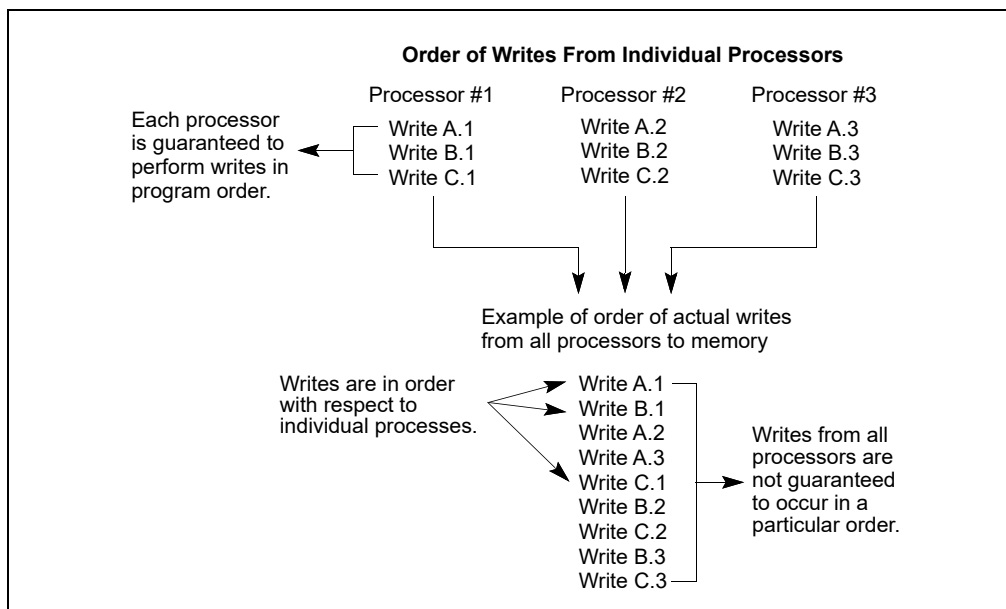 Order of Writes From Individual Processors
Processor #1
Processor #2
Processor #3
Each processor
is guaranteed to
perform writes in
program order.
Write A.1
Write B.1
Write C.1
Write A.2
Write B.2
Write C.2
Write A.3
Write B.3
Write C.3
Example of order of actual writes
from all processors to memory
Writes are in order
with respect to
individual processes.
Write A.1
Write B.1
Write A.2
Write A.3
Write C.1
Write B.2
Write C.2
Write B.3
Write C.3
Writes from all
processors are
not guaranteed
to occur in a
particular order.